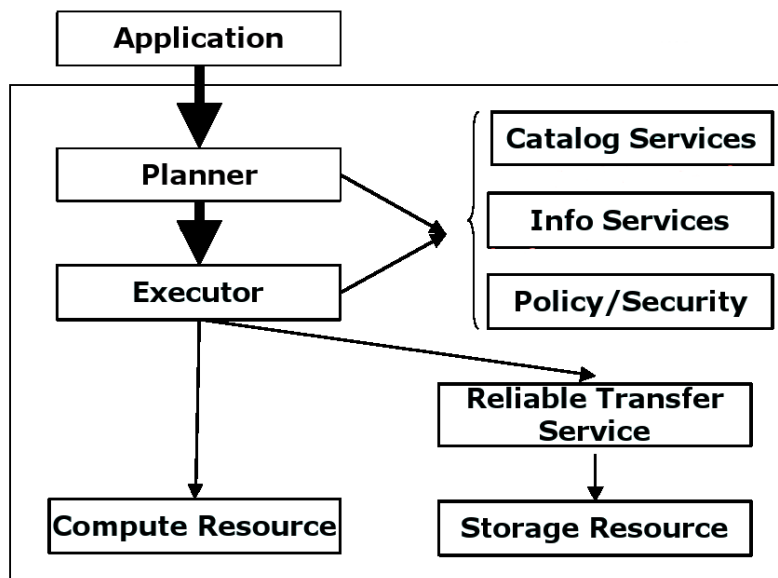 Application
Planner
Executor
Catalog Services
Info Services
Policy/Security
Reliable Transfer
Service
Compute Resource
Storage Resource